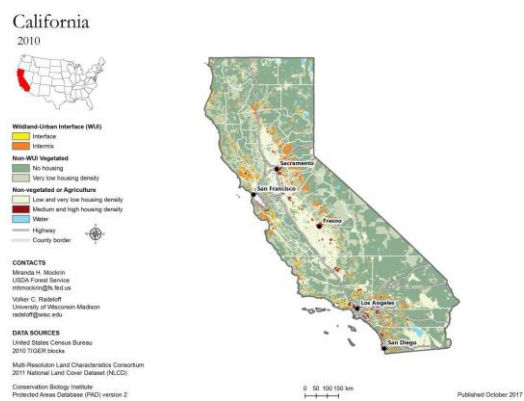 California
2010
Wildland-Urban Interface (WUI)
Interface
Intermix
Non-WUI Vegetated
No housing
Very low housing density
Non-vegetated or Agriculture
Low and very low housing density
Medium and high housing density
Water
Highway
County border
CONTACTS
Miranda H. Mockrin
USDA Forest Service
mhmockrin@fs.fed.us
Volker C. Radeloff
University of Wisconsin-Madison
radeloff@wisc.edu
DATA SOURCES
United States Census Bureau
2010 TIGER blocks
Multi-Resolution Land Characteristics Consortium
2011 National Land Cover Dataset (NLCD)
Conservation Biology Institute
Protected Areas Database (PAD) version 2
Sacramento
San Francisco
Fresno
Los Angeles
San Diego
0 50 100 150 km
Published October 2017